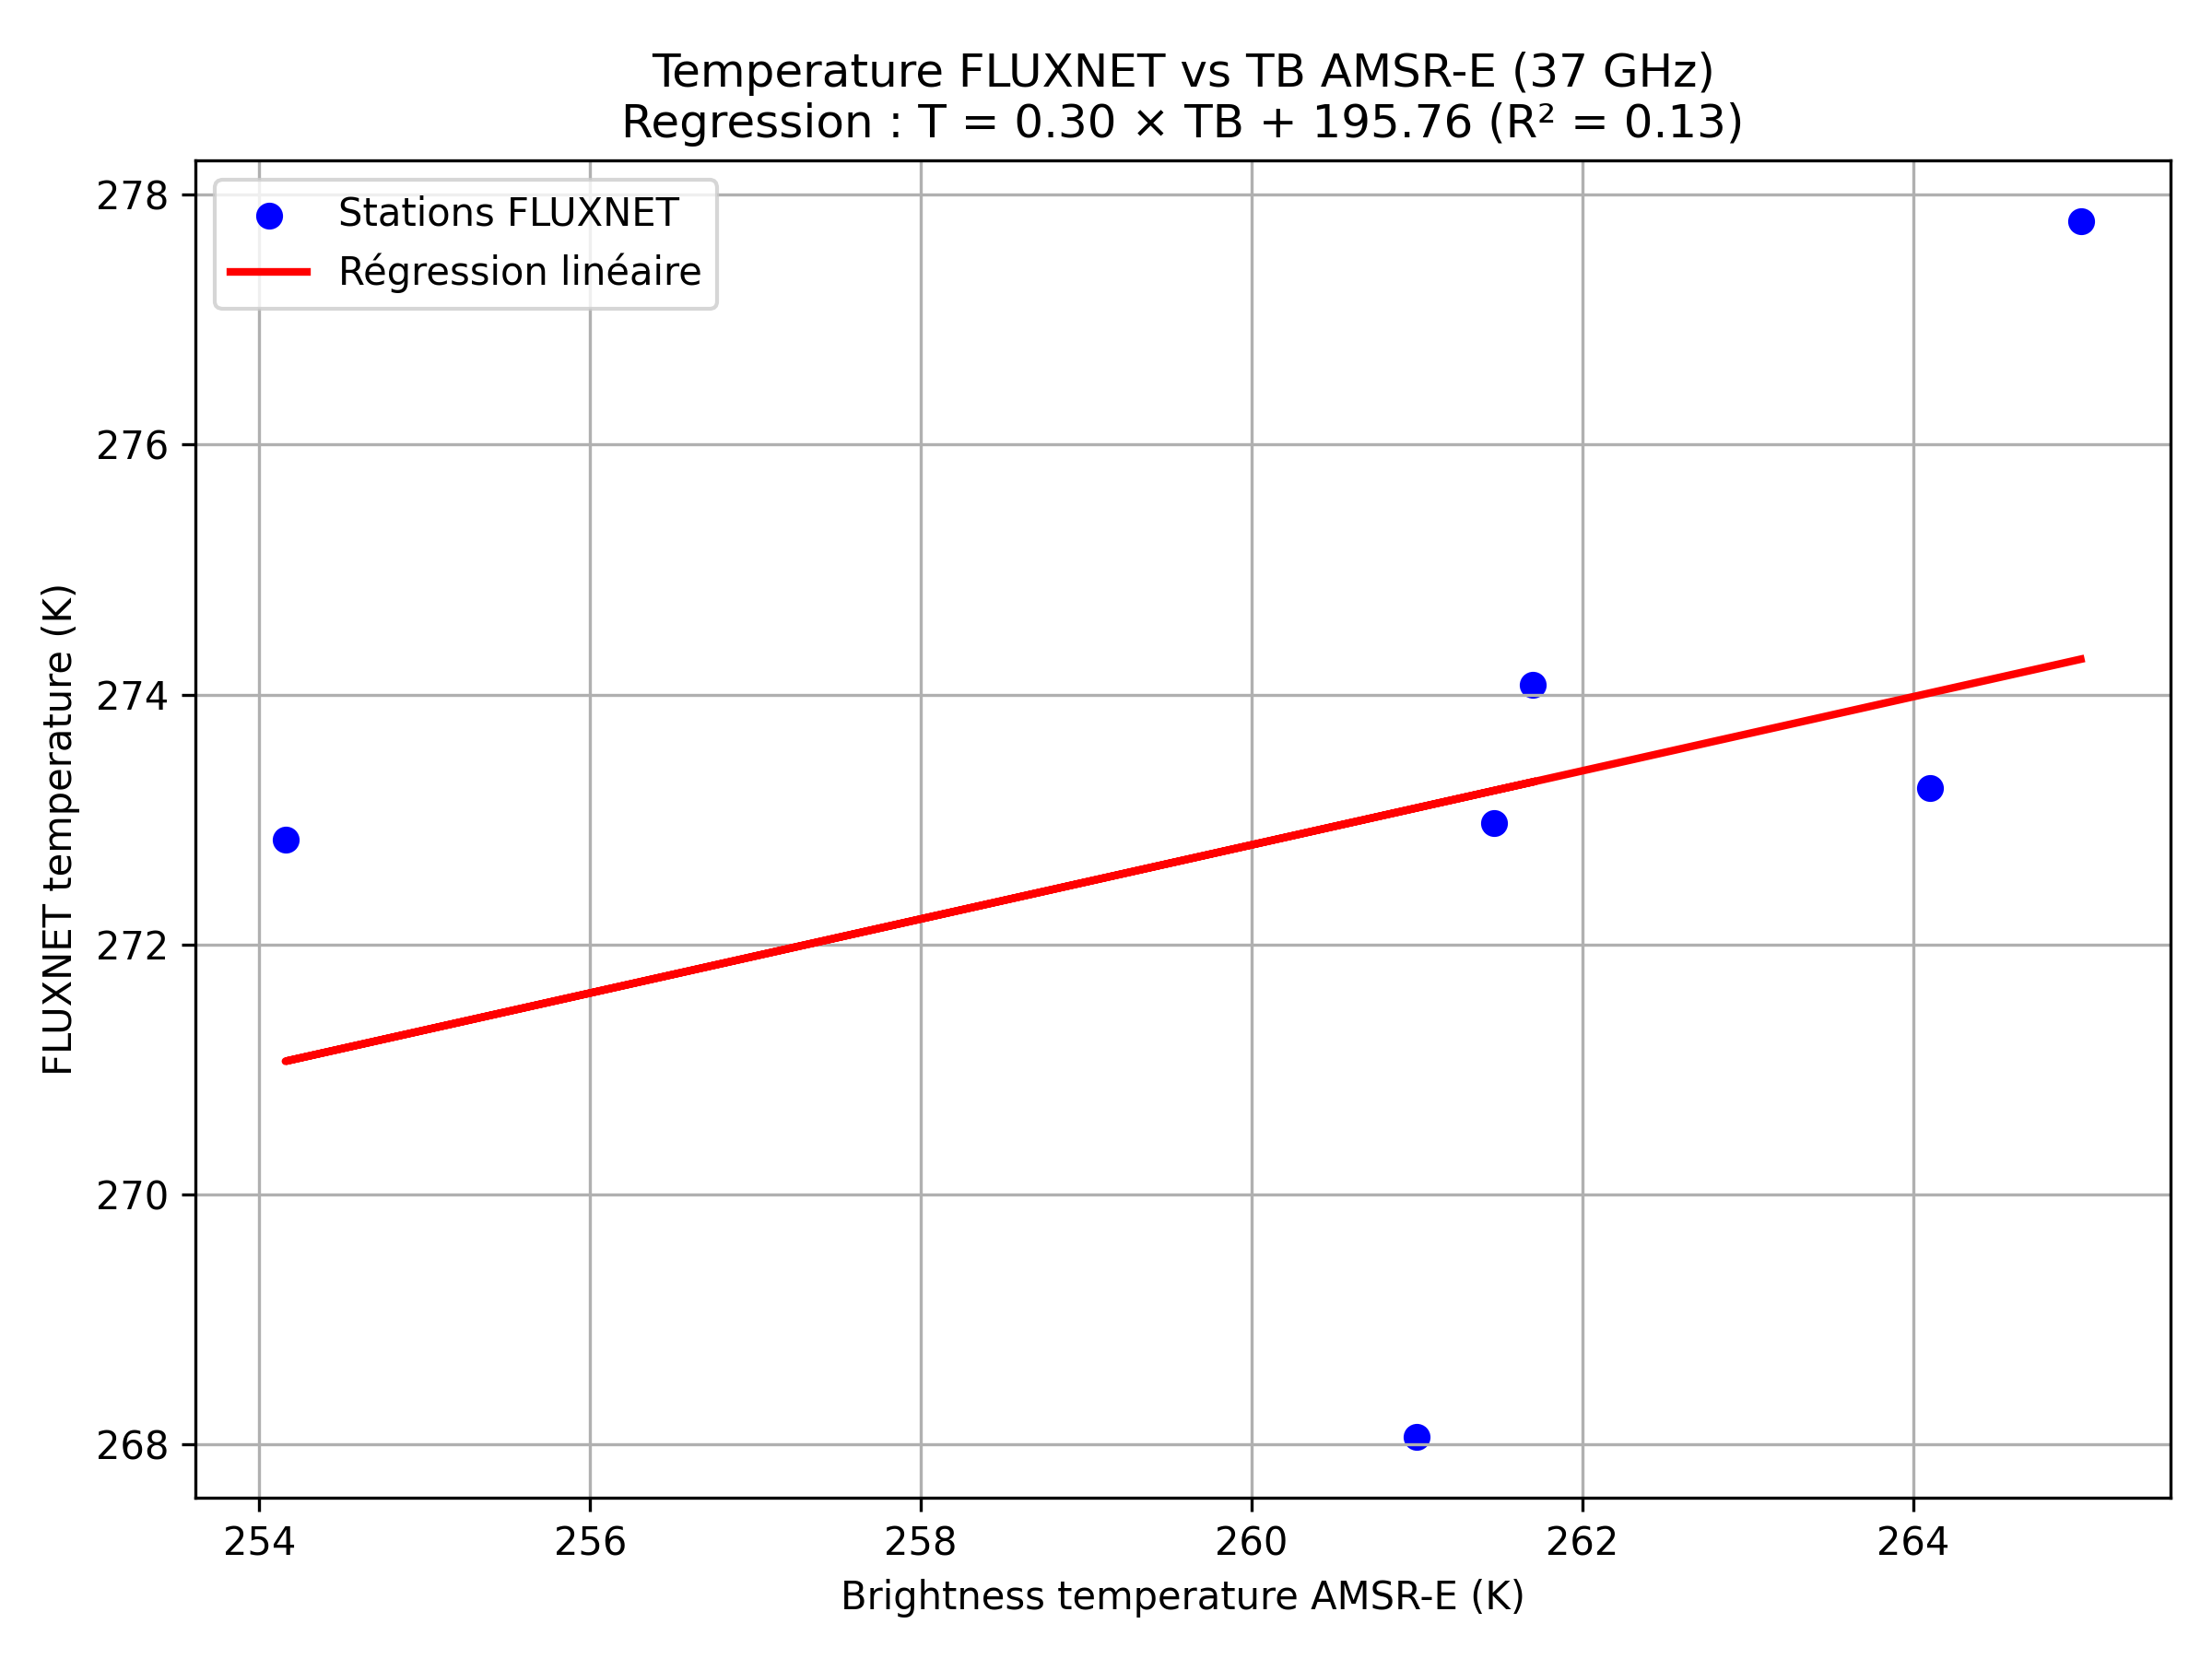 Temperature FLUXNET vs TB AMSR-E (37 GHz)
Regression : T = 0.30 × TB + 195.76 (R² = 0.13)
Stations FLUXNET
Régression linéaire
FLUXNET temperature (K)
278
276
274
272
270
268
254
256
258
260
262
264
Brightness temperature AMSR-E (K)